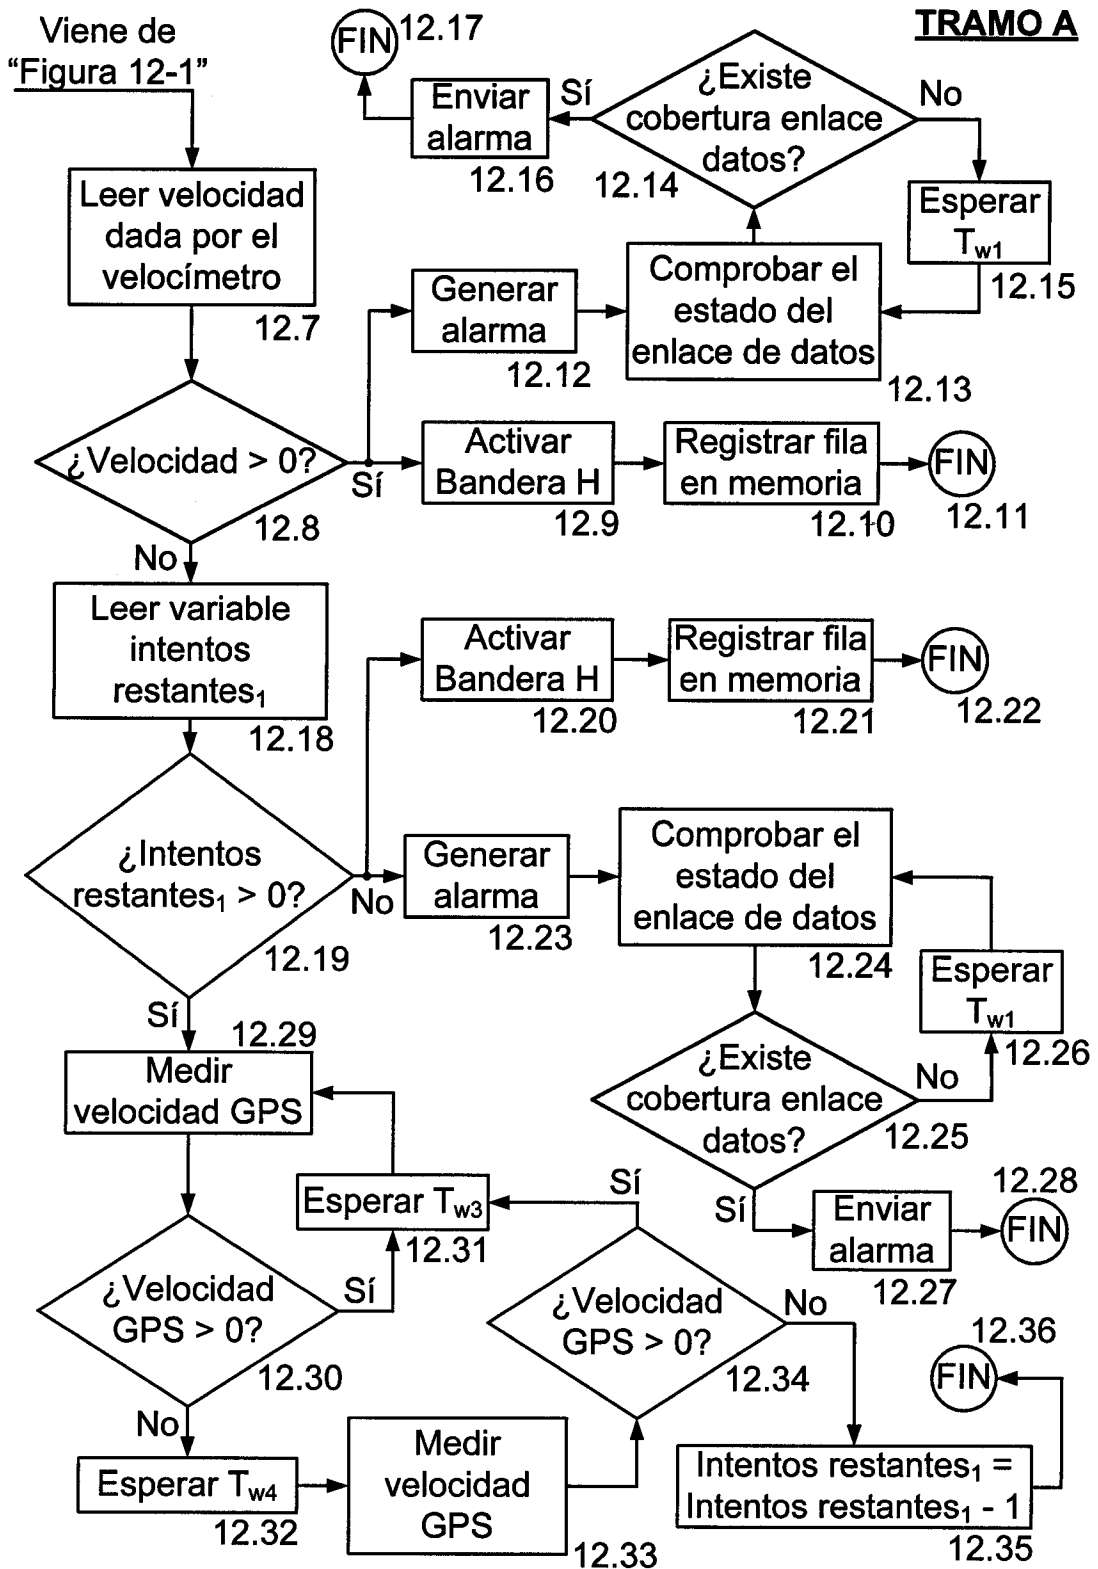 TRAMO A
Viene de
“Figura 12-1”
FIN
12.17
Enviar
alarma
12.16
Sí
¿Existe
cobertura enlace
datos?
12.14
No
Esperar
Tw1
12.15
Leer velocidad
dada por el
velocímetro
12.7
Generar
alarma
12.12
Comprobar el
estado del
enlace de datos
12.13
¿Velocidad > 0?
12.8
Sí
Activar
Bandera H
12.9
Registrar fila
en memoria
12.10
FIN
12.11
No
Leer variable
intentos
restantes1
12.18
Activar
Bandera H
12.20
Registrar fila
en memoria
12.21
FIN
12.22
¿Intentos
restantes1 > 0?
12.19
No
Generar
alarma
12.23
Comprobar el
estado del
enlace de datos
12.24
Esperar
Tw1
12.26
¿Existe
cobertura enlace
datos?
12.25
No
Sí
Enviar
alarma
12.27
12.28
FIN
Sí
12.29
Medir
velocidad GPS
Esperar Tw3
12.31
Sí
¿Velocidad
GPS > 0?
12.30
Sí
No
Esperar Tw4
12.32
Medir
velocidad
GPS
12.33
¿Velocidad
GPS > 0?
12.34
No
12.36
FIN
Intentos restantes1 =
Intentos restantes1 - 1
12.35